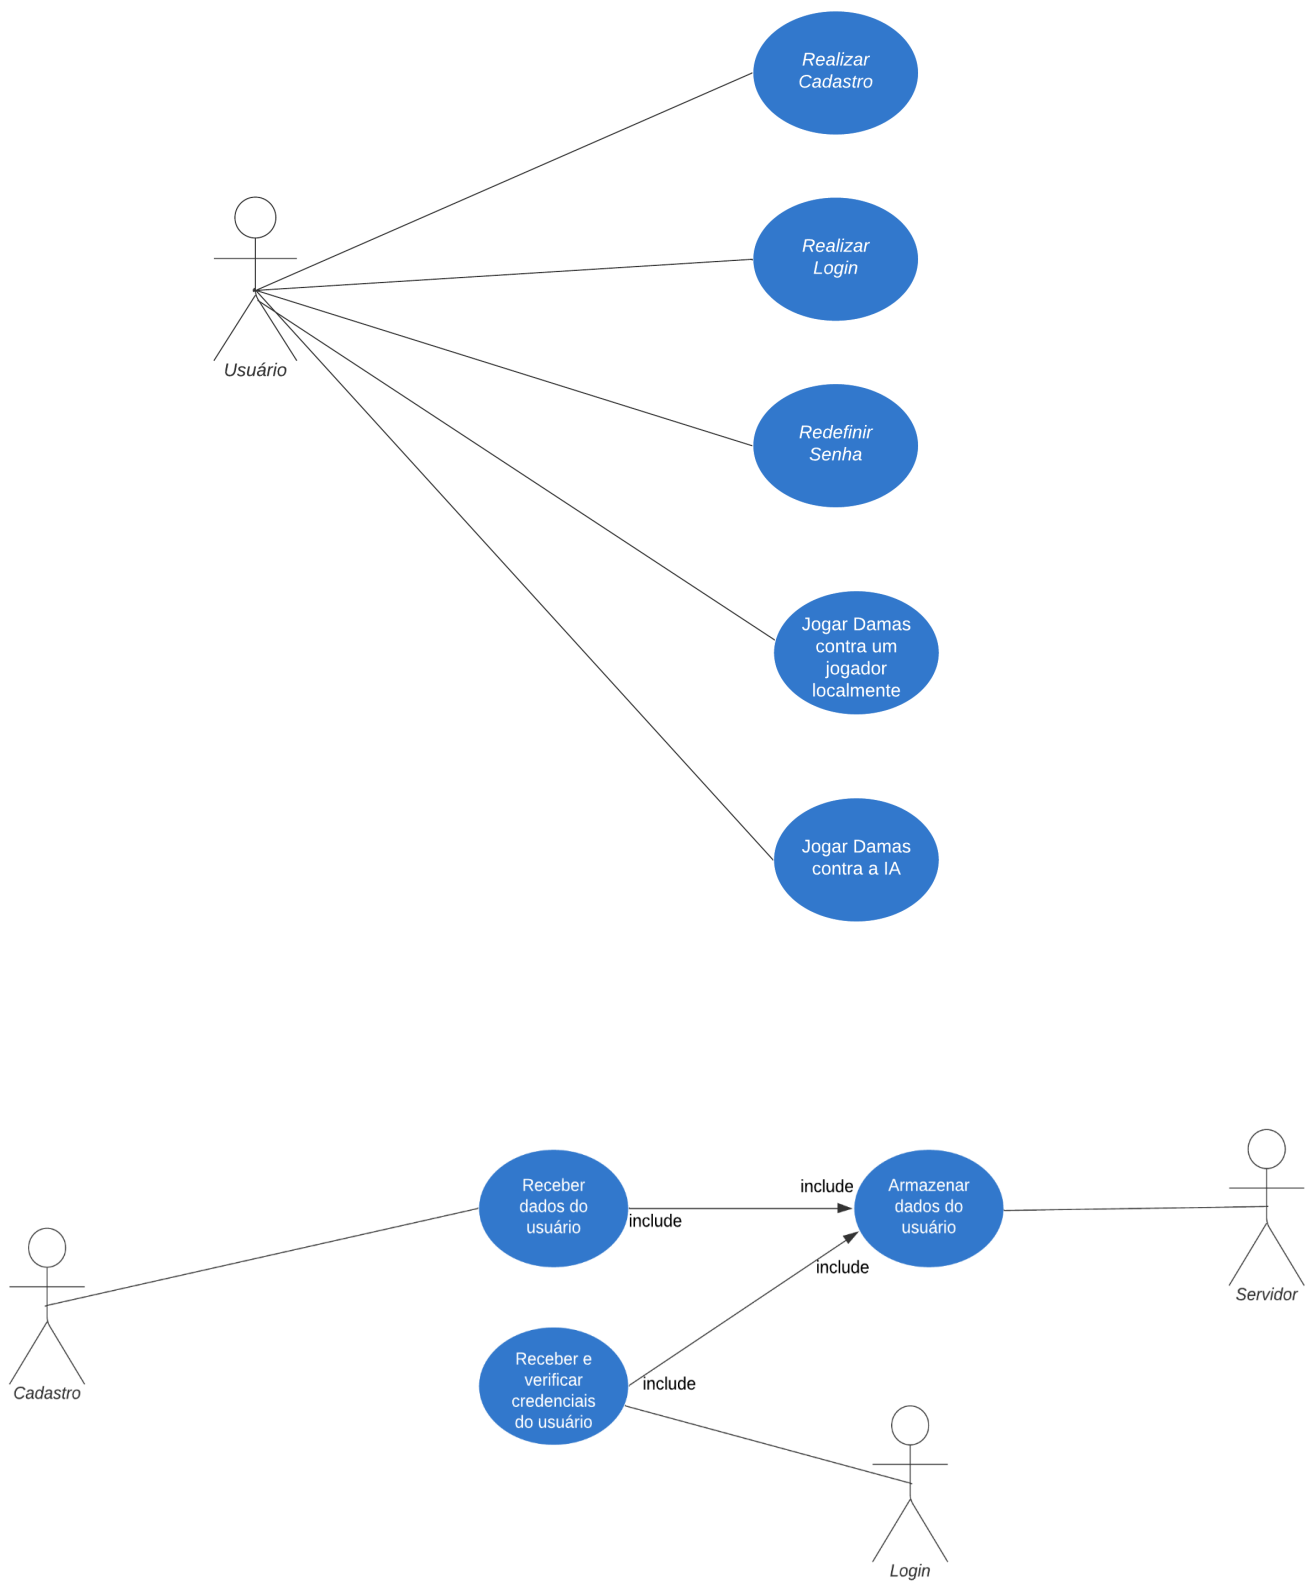 Realizar
Cadastro
Realizar
Login
Usuário
Redefinir
Senha
Jogar Damas
contra um
jogador
localmente
Jogar Damas
contra a IA
Receber
dados do
usuário
include
include
Armazenar
dados do
usuário
include
Servidor
Cadastro
Receber e
verificar
credenciais
do usuário
include
Login